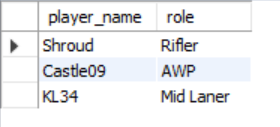 player_name role
Shroud Rifler
Castle09 AWP
KL34 Mid Laner